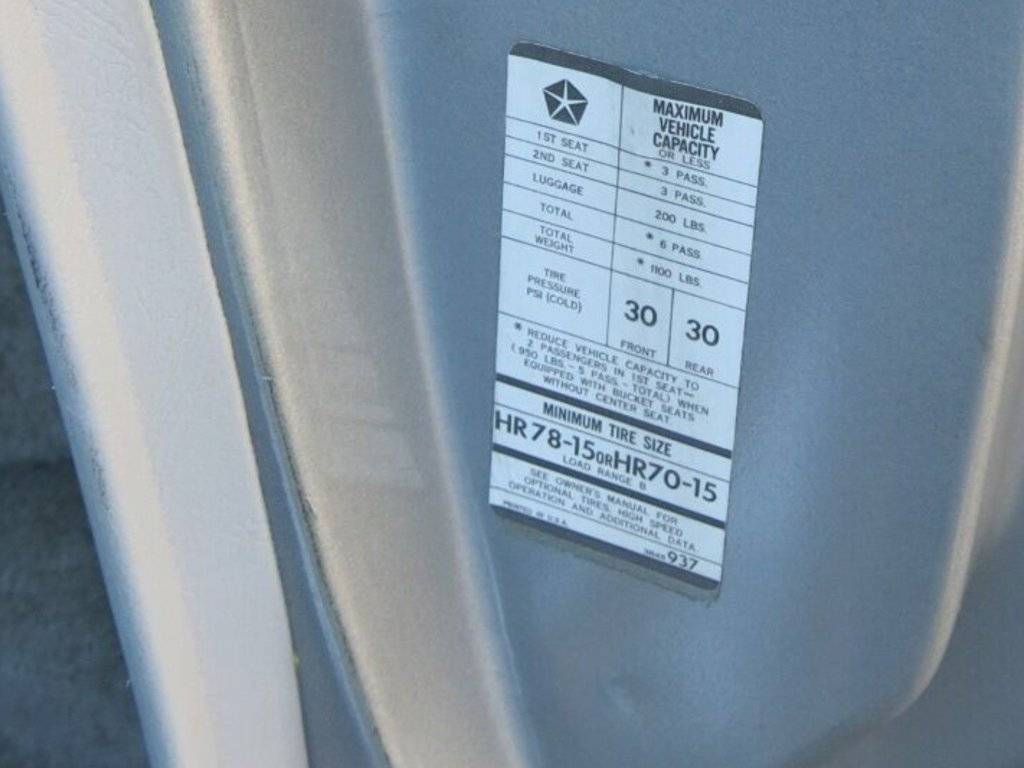 MAXIMUM
VEHICLE
CAPACITY
OR LESS
1ST SEAT * 3 PASS.
2ND SEAT 3 PASS.
LUGGAGE 200 LBS.
TOTAL * 6 PASS.
TOTAL
WEIGHT * 1100 LBS.
TIRE
PRESSURE
PSI (COLD)
30 30
FRONT REAR
* REDUCE VEHICLE CAPACITY TO
2 PASSENGERS IN 1ST SEAT—
(950 LBS - 5 PASS. - TOTAL) WHEN
EQUIPPED WITH BUCKET SEATS
WITHOUT CENTER SEAT
MINIMUM TIRE SIZE
HR78-15 OR HR70-15
LOAD RANGE B
SEE OWNER'S MANUAL FOR
OPTIONAL TIRES, HIGH SPEED
OPERATION AND ADDITIONAL DATA
PRINTED IN U.S.A.
937